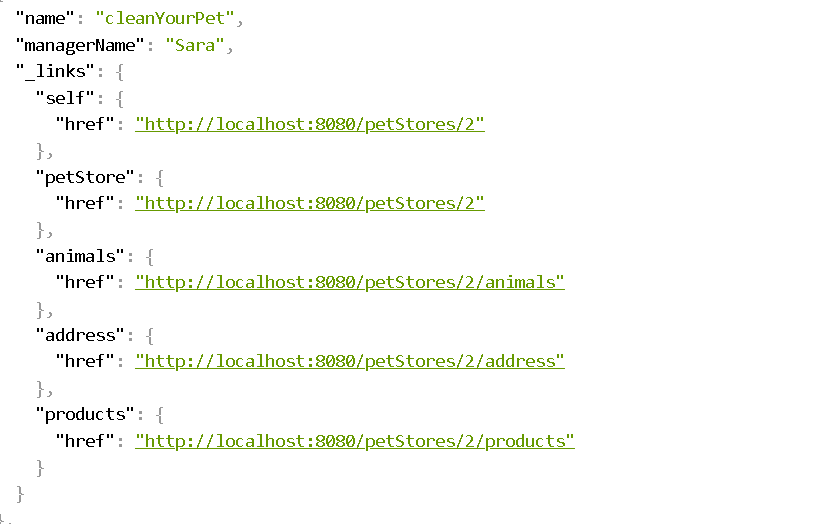 "name": "cleanYourPet",
"managerName": "Sara",
"_links": {
"self": {
"href": "http://localhost:8080/petStores/2"
},
"petStore": {
"href": "http://localhost:8080/petStores/2"
},
"animals": {
"href": "http://localhost:8080/petStores/2/animals"
},
"address": {
"href": "http://localhost:8080/petStores/2/address"
},
"products": {
"href": "http://localhost:8080/petStores/2/products"
}
}
},